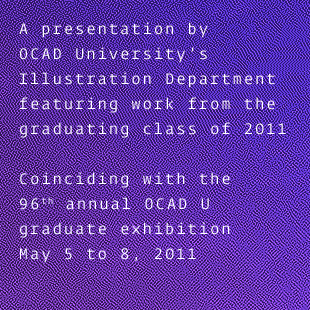 A presentation by
OCAD University's
Illustration Department
featuring work from the
graduating class of 2011
Coinciding with the
96th annual OCAD U
graduate exhibition
May 5 to 8, 2011